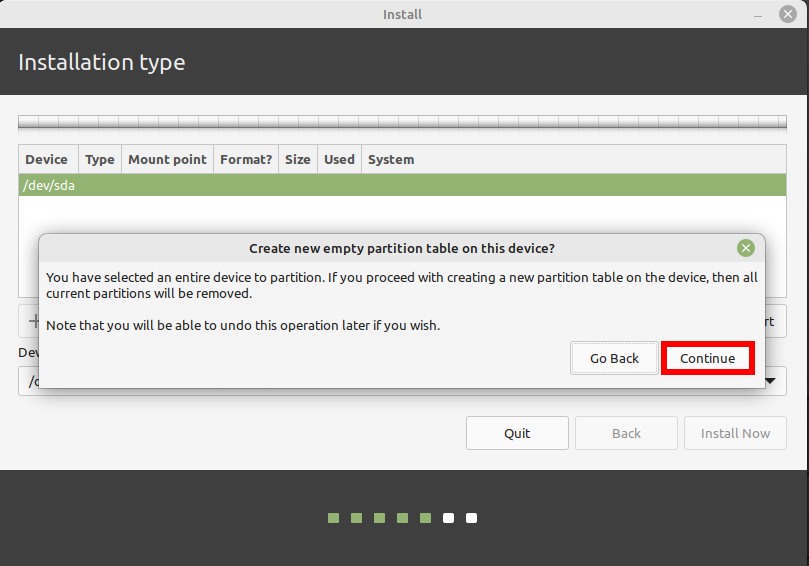 Install
Installation type
Device Type Mount point Format? Size Used System
/dev/sda
Create new empty partition table on this device?
You have selected an entire device to partition. If you proceed with creating a new partition table on the device, then all
current partitions will be removed.
Note that you will be able to undo this operation later if you wish.
Go Back Continue
+
Quit Back Install Now